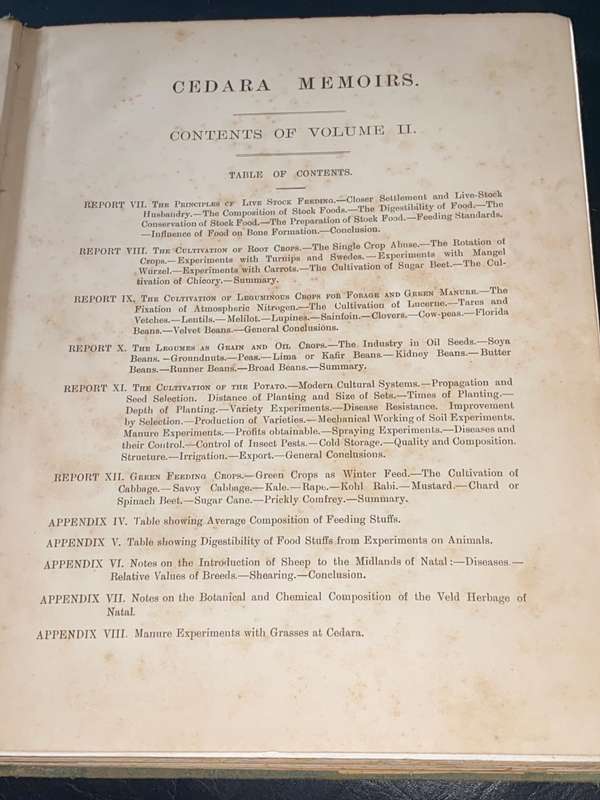 CEDARA MEMOIRS.
CONTENTS OF VOLUME II.
TABLE OF CONTENTS.
REPORT VII. THE PRINCIPLES OF LIVE STOCK FEEDING.—Closer Settlement and Live-Stock
Husbandry.—The Composition of Stock Foods.—The Digestibility of Food.—The
Conservation of Stock Food.—The Preparation of Stock Food.—Feeding Standards.
—Influence of Food on Bone Formation.—Conclusion.
REPORT VIII. THE CULTIVATION OF ROOT CROPS.—The Single Crop Abuse.—The Rotation of
Crops.—Experiments with Turnips and Swedes.—Experiments with Mangel
Wurzel.—Experiments with Carrots.—The Cultivation of Sugar Beet.—The Cul-
tivation of Chicory.—Summary.
REPORT IX. THE CULTIVATION OF LEGUMINOUS CROPS FOR FORAGE AND GREEN MANURE.—The
Fixation of Atmospheric Nitrogen.—The Cultivation of Lucerne.—Tares and
Vetches.—Lentils.—Melilot.—Lupines.—Sainfoin.—Clovers.—Cow-peas.—Florida
Beans.—Velvet Beans.—General Conclusions.
REPORT X. THE LEGUMES AS GRAIN AND OIL CROPS.—The Industry in Oil Seeds.—Soya
Beans.—Groundnuts.—Peas.—Lima or Kafir Beans.—Kidney Beans.—Butter
Beans.—Runner Beans.—Broad Beans.—Summary.
REPORT XI. THE CULTIVATION OF THE POTATO.—Modern Cultural Systems.—Propagation and
Seed Selection. Distance of Planting and Size of Sets.—Times of Planting.—
Depth of Planting.—Variety Experiments.—Disease Resistance. Improvement
by Selection.—Production of Varieties.—Mechanical Working of Soil Experiments.
Manure Experiments.—Profits obtainable.—Spraying Experiments.—Diseases and
their Control.—Control of Insect Pests.—Cold Storage.—Quality and Composition.
Structure.—Irrigation.—Export.—General Conclusions.
REPORT XII. GREEN FEEDING CROPS.—Green Crops as Winter Feed.—The Cultivation of
Cabbage.—Savoy Cabbage.—Kale.—Rape.—Kohl Rabi.—Mustard.—Chard or
Spinach Beet.—Sugar Cane.—Prickly Comfrey.—Summary.
APPENDIX IV. Table showing Average Composition of Feeding Stuffs.
APPENDIX V. Table showing Digestibility of Food Stuffs from Experiments on Animals.
APPENDIX VI. Notes on the Introduction of Sheep to the Midlands of Natal:—Diseases.—
Relative Values of Breeds.—Shearing.—Conclusion.
APPENDIX VII. Notes on the Botanical and Chemical Composition of the Veld Herbage of
Natal.
APPENDIX VIII. Manure Experiments with Grasses at Cedara.